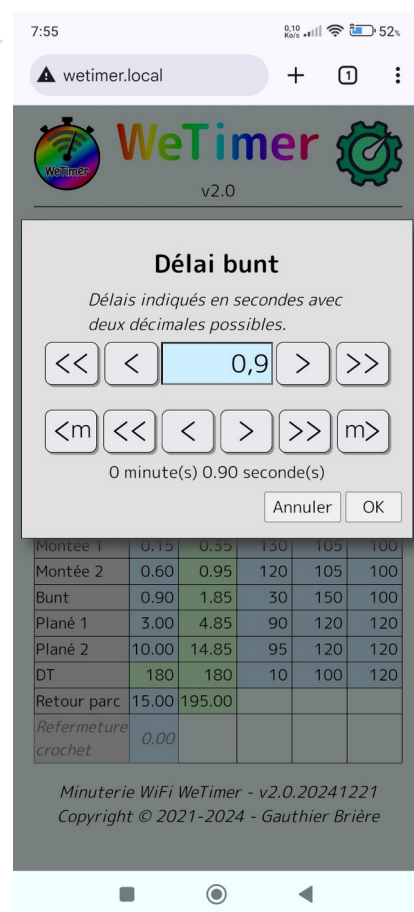 7:55 0,10 Ko/s 52%
wetimer.local + 1
WeTimer
WeTimer
v2.0
Délai bunt
Délais indiqués en secondes avec
deux décimales possibles.
<< < 0,9 > >>
<m << < > >> m>
0 minute(s) 0.90 seconde(s)
Annuler OK
Montée 1 0.15 0.35 130 105 100
Montée 2 0.60 0.95 120 105 100
Bunt 0.90 1.85 30 150 100
Plané 1 3.00 4.85 90 120 120
Plané 2 10.00 14.85 95 120 120
DT 180 180 10 100 120
Retour parc 15.00 195.00
Refermeture
crochet 0.00
Minuterie WiFi WeTimer - v2.0.20241221
Copyright © 2021-2024 - Gauthier Brière